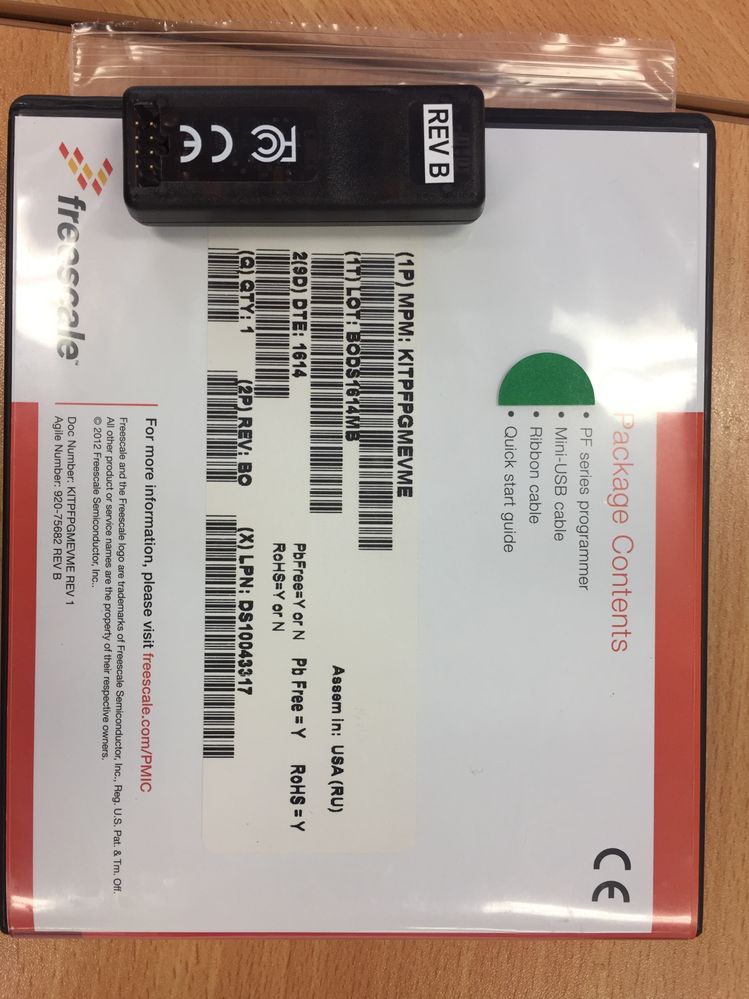 REV B
CE
FC
CE
Package Contents
• PF series programmer
• Mini-USB cable
• Ribbon cable
• Quick start guide
(1P) MPM: KITPFPGMEVME
(1T) LOT: BODS1614MB
2(9D) DTE: 1614
(Q) QTY: 1
(2P) REV: BO
(X) LPN: DS10043317
Assem in: USA (RU)
PbFree=Y or N Pb Free = Y RoHS = Y
RoHS=Y or N
For more information, please visit freescale.com/PMIC
Freescale and the Freescale logo are trademarks of Freescale Semiconductor, Inc., Reg. U.S. Pat. & Tm. Off.
All other product or service names are the property of their respective owners.
© 2012 Freescale Semiconductor, Inc..
Doc Number: KITPFPGMEVME REV 1
Agile Number: 920-75682 REV B
freescale™